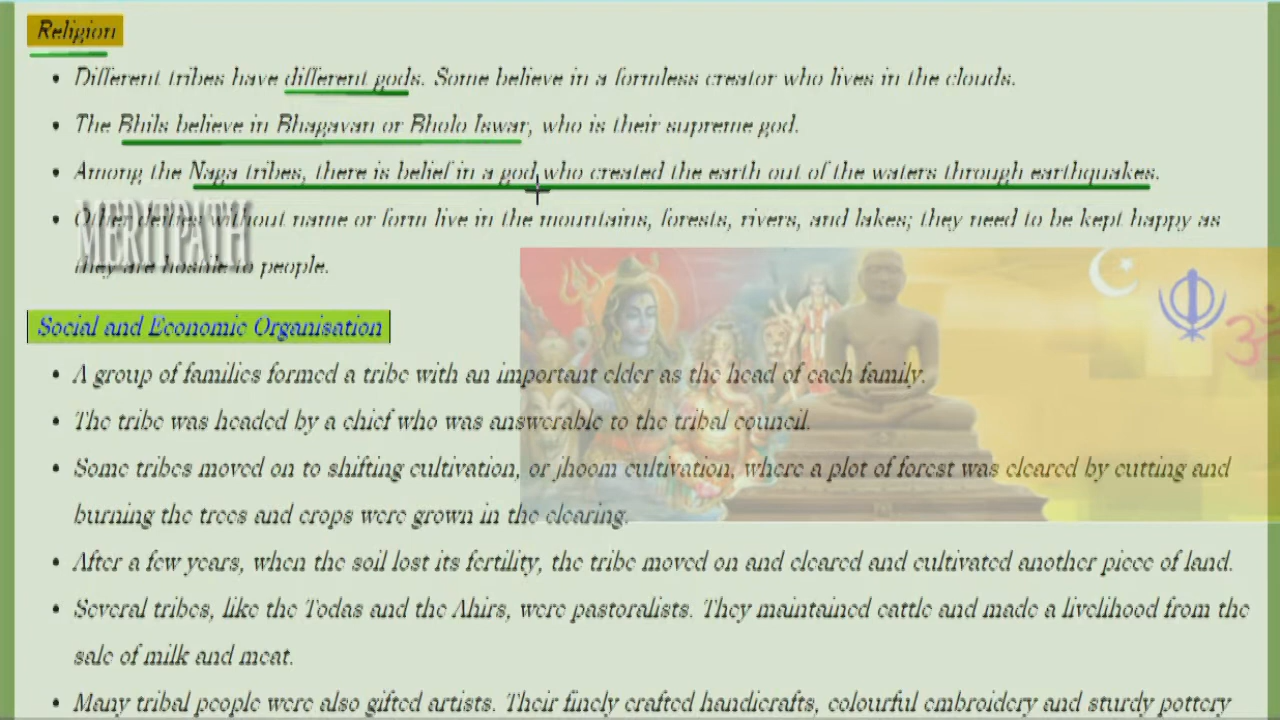 Religion
• Different tribes have different gods. Some believe in a formless creator who lives in the clouds.
• The Bhils believe in Bhagavan or Bholo Iswar, who is their supreme god.
• Among the Naga tribes, there is belief in a god who created the earth out of the waters through earthquakes.
• Other deities without name or form live in the mountains, forests, rivers, and lakes; they need to be kept happy as
MERITPATH
they are hostile to people.
Social and Economic Organisation
• A group of families formed a tribe with an important elder as the head of each family.
• The tribe was headed by a chief who was answerable to the tribal council.
• Some tribes moved on to shifting cultivation, or jhoom cultivation, where a plot of forest was cleared by cutting and
burning the trees and crops were grown in the clearing.
• After a few years, when the soil lost its fertility, the tribe moved on and cleared and cultivated another piece of land.
• Several tribes, like the Todas and the Ahirs, were pastoralists. They maintained cattle and made a livelihood from the
sale of milk and meat.
• Many tribal people were also gifted artists. Their finely crafted handicrafts, colourful embroidery and sturdy pottery